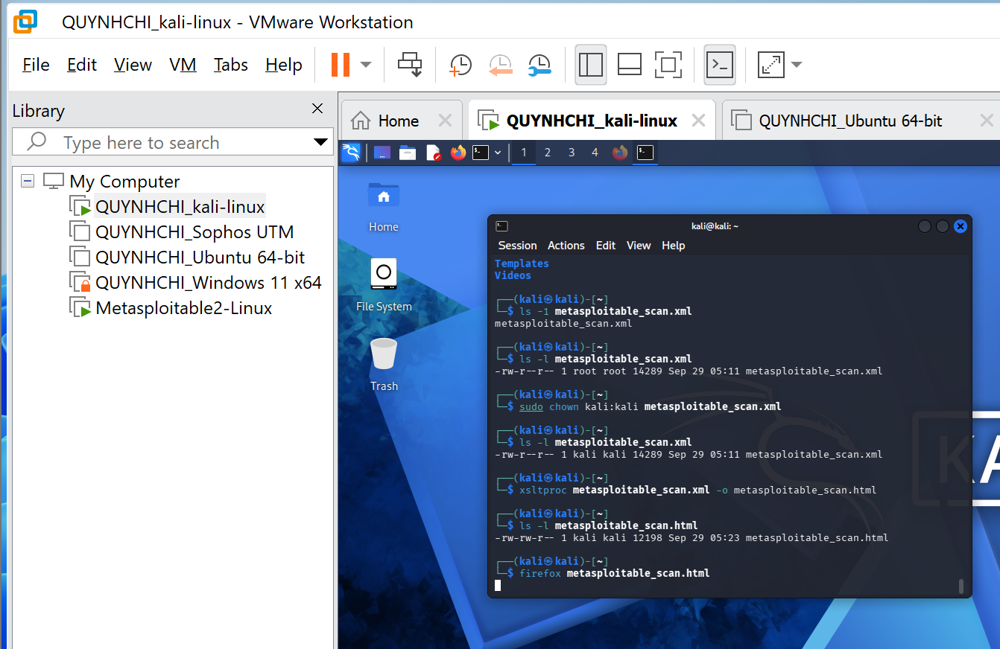 QUYNHCHI_kali-linux - VMware Workstation
File Edit View VM Tabs Help
Library
Type here to search
My Computer
QUYNHCHI_kali-linux
QUYNHCHI_Sophos UTM
QUYNHCHI_Ubuntu 64-bit
QUYNHCHI_Windows 11 x64
Metasploitable2-Linux
Home
QUYNHCHI_kali-linux
QUYNHCHI_Ubuntu 64-bit
1 2 3 4
Home
File System
Trash
kali@kali: ~
Session Actions Edit View Help
Templates
Videos
┌──(kali㉿kali)-[~]
└─$ ls -1 metasploitable_scan.xml
metasploitable_scan.xml
┌──(kali㉿kali)-[~]
└─$ ls -l metasploitable_scan.xml
-rw-r--r-- 1 root root 14289 Sep 29 05:11 metasploitable_scan.xml
┌──(kali㉿kali)-[~]
└─$ sudo chown kali:kali metasploitable_scan.xml
┌──(kali㉿kali)-[~]
└─$ ls -l metasploitable_scan.xml
-rw-r--r-- 1 kali kali 14289 Sep 29 05:11 metasploitable_scan.xml
┌──(kali㉿kali)-[~]
└─$ xsltproc metasploitable_scan.xml -o metasploitable_scan.html
┌──(kali㉿kali)-[~]
└─$ ls -l metasploitable_scan.html
-rw-rw-r-- 1 kali kali 12198 Sep 29 05:23 metasploitable_scan.html
┌──(kali㉿kali)-[~]
└─$ firefox metasploitable_scan.html
KA